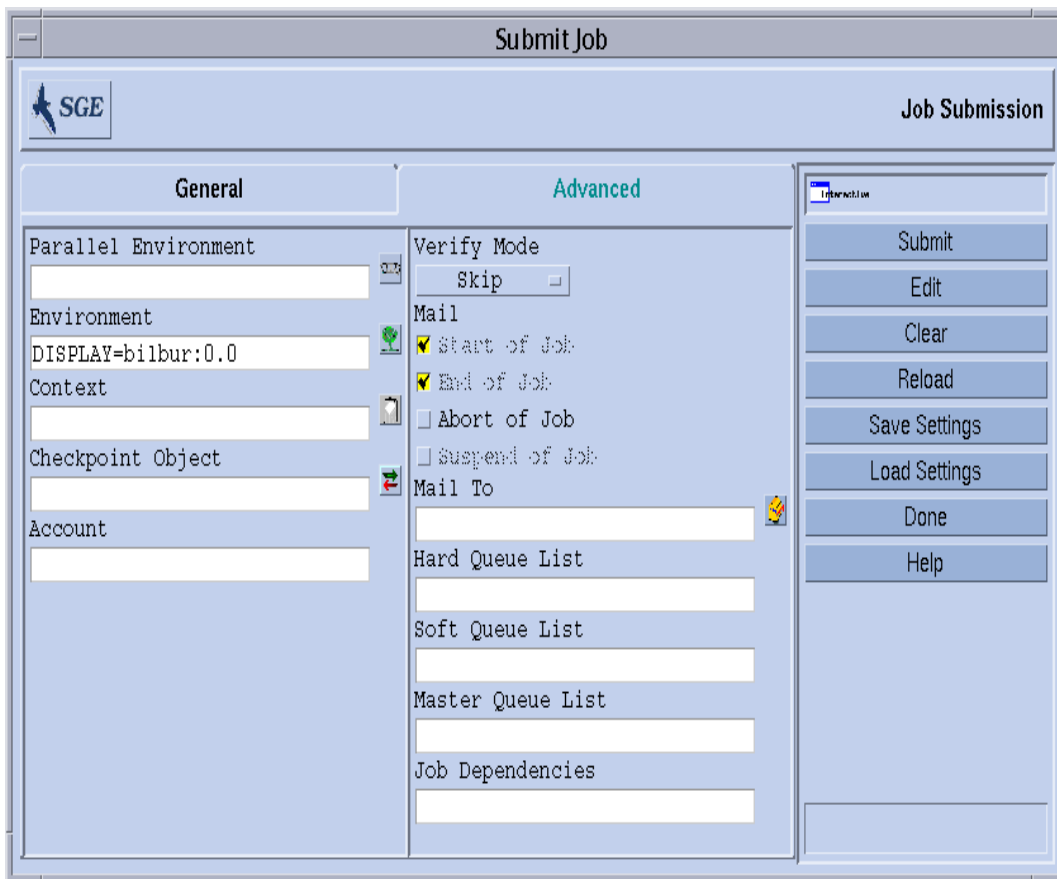 Submit Job
SGE
Job Submission
General
Advanced
Interactive
Parallel Environment
Environment
DISPLAY=bilbur:0.0
Context
Checkpoint Object
Account
Verify Mode
Skip
Mail
Start of Job
End of Job
Abort of Job
Suspend of Job
Mail To
Hard Queue List
Soft Queue List
Master Queue List
Job Dependencies
Submit
Edit
Clear
Reload
Save Settings
Load Settings
Done
Help